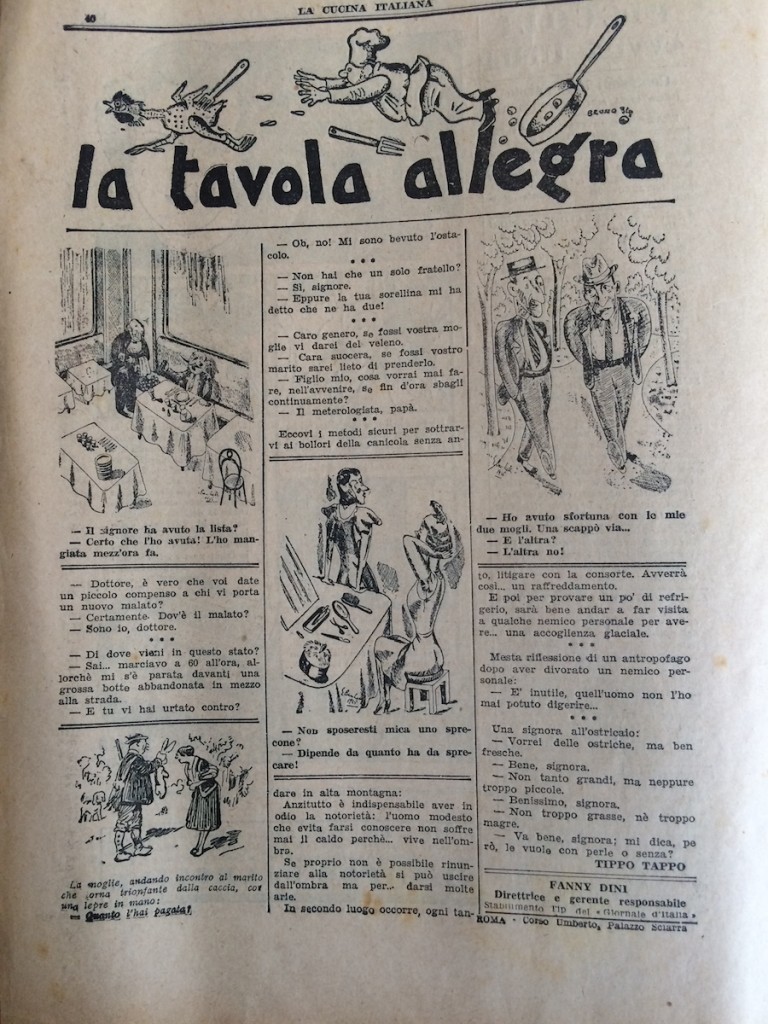 40
LA CUCINA ITALIANA
la tavola allegra
— Il signore ha avuto la lista?
— Certo che l'ho avuta! L'ho man-
giata mezz'ora fa.
— Dottore, è vero che voi date
un piccolo compenso a chi vi porta
un nuovo malato?
— Certamente. Dov'è il malato?
— Sono io, dottore.
* * *
— Di dove vieni in questo stato?
— Sai... marciavo a 60 all'ora, al-
lorchè mi s'è parata davanti una
grossa botte abbandonata in mezzo
alla strada.
— E tu vi hai urtato contro?
La moglie, andando incontro al marito
che torna trionfante dalla caccia, con
una lepre in mano:
— Quanto l'hai pagata?
— Oh, no! Mi sono bevuto l'osta-
colo.
* * *
— Non hai che un solo fratello?
— Sì, signore.
— Eppure la tua sorellina mi ha
detto che ne ha due!
* * *
— Caro genero, se fossi vostra mo-
glie vi darei del veleno.
— Cara suocera, se fossi vostro
marito sarei lieto di prenderlo.
— Figlio mio, cosa vorrai mai fa-
re, nell'avvenire, se fin d'ora sbagli
continuamente?
— Il meterologista, papà.
* * *
Eccovi i metodi sicuri per sottrar-
vi ai bollori della canicola senza an-
— Non sposeresti mica uno spre-
cone?
— Dipende da quanto ha da spre-
care!
dare in alta montagna:
Anzitutto è indispensabile aver in
odio la notorietà: l'uomo modesto
che evita farsi conoscere non soffre
mai il caldo perchè... vive nell'om-
bra.
Se proprio non è possibile rinun-
ziare alla notorietà si può uscire
dall'ombra ma per... darsi molte
arie.
In secondo luogo occorre, ogni tan-
— Ho avuto sfortuna con le mie
due mogli. Una scappò via...
— E l'altra?
— L'altra no!
to, litigare con la consorte. Avverrà
così... un raffreddamento.
E poi per provare un po' di refri-
gerio, sarà bene andar a far visita
a qualche nemico personale per ave-
re... una accoglienza glaciale.
* * *
Mesta riflessione di un antropofago
dopo aver divorato un nemico per-
sonale:
— E' inutile, quell'uomo non l'ho
mai potuto digerire...
* * *
Una signora all'ostricaio:
— Vorrei delle ostriche, ma ben
fresche.
— Bene, signora.
— Non tanto grandi, ma neppure
troppo piccole.
— Benissimo, signora.
— Non troppo grasse, nè troppo
magre.
— Va bene, signora; mi dica, pe-
rò, le vuole con perle o senza?
TIPPO TAPPO
FANNY DINI
Direttrice e gerente responsabile
Stabilimento Tip. del «Giornale d'Italia»
ROMA - Corso Umberto, Palazzo Sciarra